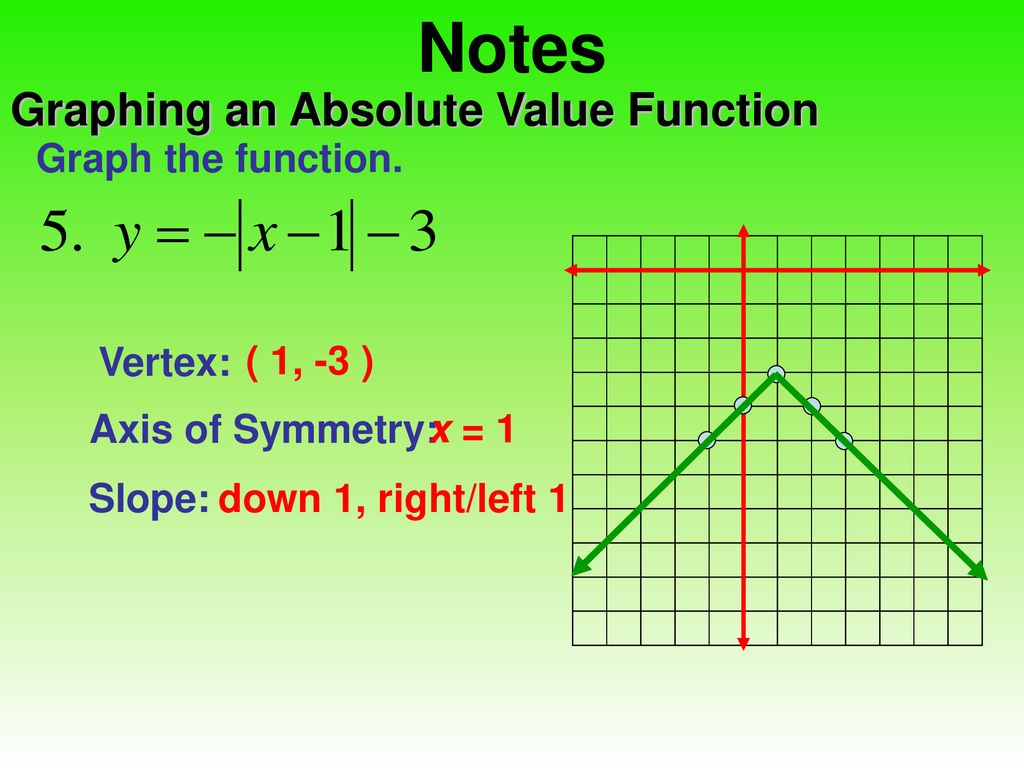 Notes
Graphing an Absolute Value Function
Graph the function.
5. y = −|x − 1| − 3
Vertex: ( 1, -3 )
Axis of Symmetry: x = 1
Slope: down 1, right/left 1